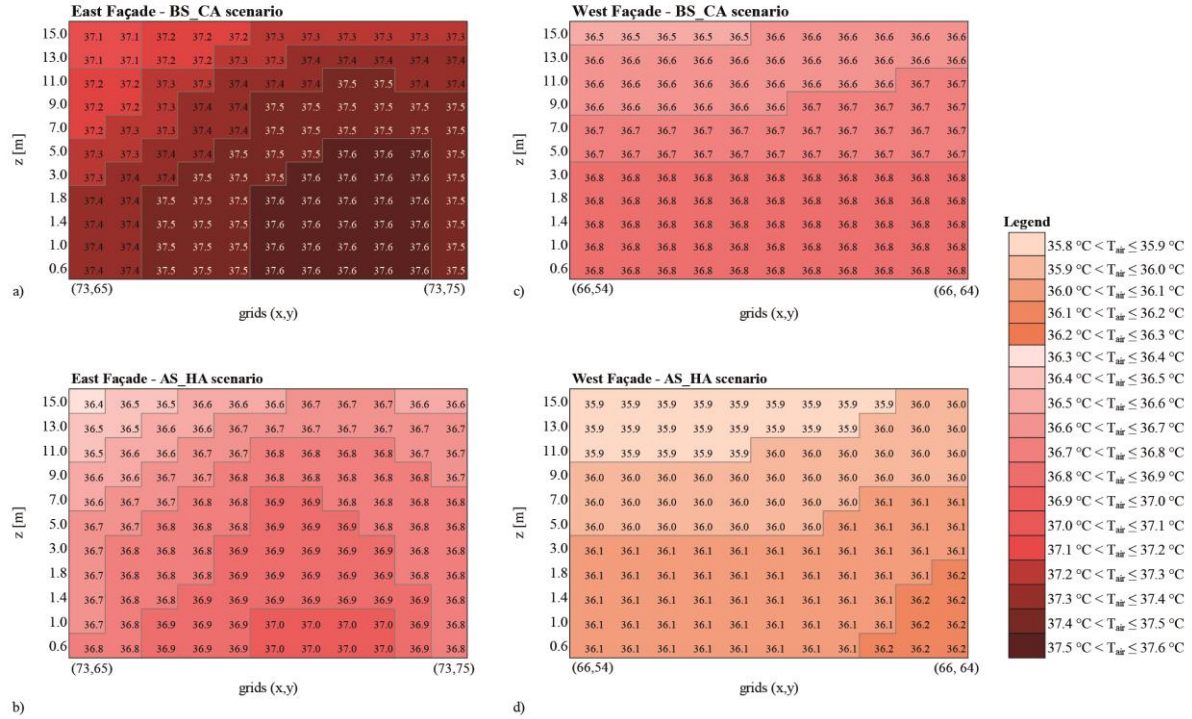 East Façade - BS_CA scenario
15.0 37.1 37.1 37.2 37.2 37.2 37.3 37.3 37.3 37.3 37.3 37.3
13.0 37.1 37.1 37.2 37.2 37.3 37.3 37.4 37.4 37.4 37.4 37.4
11.0 37.2 37.2 37.3 37.3 37.4 37.4 37.4 37.5 37.5 37.4 37.4
9.0 37.2 37.2 37.3 37.4 37.4 37.5 37.5 37.5 37.5 37.5 37.5
7.0 37.2 37.3 37.3 37.4 37.4 37.5 37.5 37.5 37.5 37.5 37.5
5.0 37.3 37.3 37.4 37.4 37.5 37.5 37.5 37.6 37.6 37.6 37.5
3.0 37.3 37.4 37.4 37.5 37.5 37.5 37.6 37.6 37.6 37.6 37.5
1.8 37.4 37.4 37.5 37.5 37.5 37.6 37.6 37.6 37.6 37.6 37.5
1.4 37.4 37.4 37.5 37.5 37.5 37.6 37.6 37.6 37.6 37.6 37.5
1.0 37.4 37.4 37.5 37.5 37.5 37.6 37.6 37.6 37.6 37.6 37.5
0.6 37.4 37.4 37.5 37.5 37.5 37.6 37.6 37.6 37.6 37.6 37.5
z [m]
a)
(73,65) (73,75)
grids (x,y)
West Façade - BS_CA scenario
15.0 36.5 36.5 36.5 36.5 36.5 36.6 36.6 36.6 36.6 36.6 36.6
13.0 36.6 36.6 36.6 36.6 36.6 36.6 36.6 36.6 36.6 36.6 36.6
11.0 36.6 36.6 36.6 36.6 36.6 36.6 36.6 36.6 36.6 36.7 36.7
9.0 36.6 36.6 36.6 36.6 36.6 36.6 36.7 36.7 36.7 36.7 36.7
7.0 36.7 36.7 36.7 36.7 36.7 36.7 36.7 36.7 36.7 36.7 36.7
5.0 36.7 36.7 36.7 36.7 36.7 36.7 36.7 36.7 36.7 36.7 36.7
3.0 36.8 36.8 36.8 36.8 36.8 36.8 36.8 36.8 36.8 36.8 36.8
1.8 36.8 36.8 36.8 36.8 36.8 36.8 36.8 36.8 36.8 36.8 36.8
1.4 36.8 36.8 36.8 36.8 36.8 36.8 36.8 36.8 36.8 36.8 36.8
1.0 36.8 36.8 36.8 36.8 36.8 36.8 36.8 36.8 36.8 36.8 36.8
0.6 36.8 36.8 36.8 36.8 36.8 36.8 36.8 36.8 36.8 36.8 36.8
z [m]
c)
(66,54) (66, 64)
grids (x,y)
East Façade - AS_HA scenario
15.0 36.4 36.5 36.5 36.6 36.6 36.6 36.7 36.7 36.7 36.6 36.6
13.0 36.5 36.5 36.6 36.6 36.7 36.7 36.7 36.7 36.7 36.7 36.7
11.0 36.5 36.6 36.6 36.7 36.7 36.8 36.8 36.8 36.8 36.7 36.7
9.0 36.6 36.6 36.7 36.7 36.8 36.8 36.8 36.8 36.8 36.8 36.7
7.0 36.6 36.7 36.7 36.8 36.8 36.9 36.9 36.8 36.8 36.8 36.7
5.0 36.7 36.7 36.8 36.8 36.8 36.9 36.9 36.9 36.8 36.8 36.8
3.0 36.7 36.8 36.8 36.8 36.9 36.9 36.9 36.9 36.9 36.8 36.8
1.8 36.7 36.8 36.8 36.8 36.9 36.9 36.9 36.9 36.9 36.8 36.8
1.4 36.7 36.8 36.8 36.9 36.9 36.9 36.9 36.9 36.9 36.9 36.8
1.0 36.7 36.8 36.9 36.9 36.9 37.0 37.0 37.0 37.0 36.9 36.8
0.6 36.8 36.8 36.9 36.9 36.9 37.0 37.0 37.0 37.0 36.9 36.8
z [m]
b)
(73,65) (73,75)
grids (x,y)
West Façade - AS_HA scenario
15.0 35.9 35.9 35.9 35.9 35.9 35.9 35.9 35.9 35.9 36.0 36.0
13.0 35.9 35.9 35.9 35.9 35.9 35.9 35.9 35.9 36.0 36.0 36.0
11.0 35.9 35.9 35.9 35.9 35.9 36.0 36.0 36.0 36.0 36.0 36.0
9.0 36.0 36.0 36.0 36.0 36.0 36.0 36.0 36.0 36.0 36.0 36.0
7.0 36.0 36.0 36.0 36.0 36.0 36.0 36.0 36.0 36.1 36.1 36.1
5.0 36.0 36.0 36.0 36.0 36.0 36.0 36.0 36.1 36.1 36.1 36.1
3.0 36.1 36.1 36.1 36.1 36.1 36.1 36.1 36.1 36.1 36.1 36.1
1.8 36.1 36.1 36.1 36.1 36.1 36.1 36.1 36.1 36.1 36.1 36.2
1.4 36.1 36.1 36.1 36.1 36.1 36.1 36.1 36.1 36.1 36.2 36.2
1.0 36.1 36.1 36.1 36.1 36.1 36.1 36.1 36.1 36.1 36.2 36.2
0.6 36.1 36.1 36.1 36.1 36.1 36.1 36.1 36.1 36.2 36.2 36.2
z [m]
d)
(66,54) (66, 64)
grids (x,y)
Legend
35.8 °C < Tair ≤ 35.9 °C
35.9 °C < Tair ≤ 36.0 °C
36.0 °C < Tair ≤ 36.1 °C
36.1 °C < Tair ≤ 36.2 °C
36.2 °C < Tair ≤ 36.3 °C
36.3 °C < Tair ≤ 36.4 °C
36.4 °C < Tair ≤ 36.5 °C
36.5 °C < Tair ≤ 36.6 °C
36.6 °C < Tair ≤ 36.7 °C
36.7 °C < Tair ≤ 36.8 °C
36.8 °C < Tair ≤ 36.9 °C
36.9 °C < Tair ≤ 37.0 °C
37.0 °C < Tair ≤ 37.1 °C
37.1 °C < Tair ≤ 37.2 °C
37.2 °C < Tair ≤ 37.3 °C
37.3 °C < Tair ≤ 37.4 °C
37.4 °C < Tair ≤ 37.5 °C
37.5 °C < Tair ≤ 37.6 °C